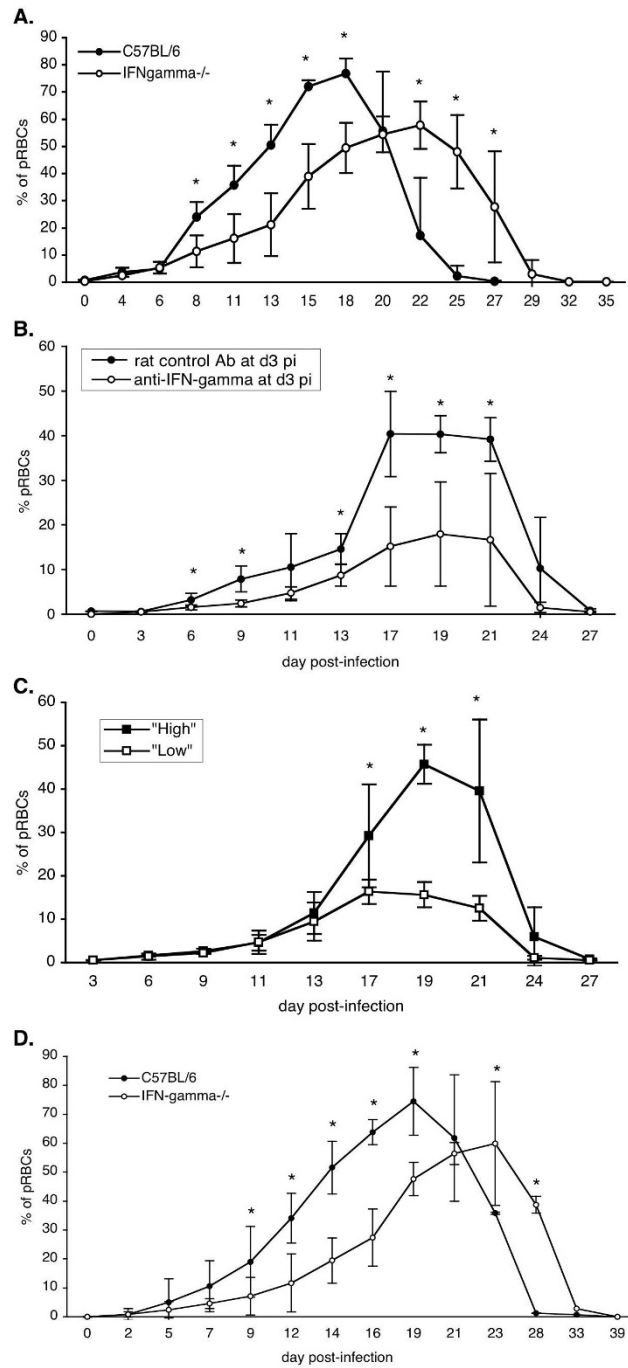 A.
C57BL/6
IFNgamma-/-
% of pRBCs
90
80
70
60
50
40
30
20
10
0
* * * * * * * * *
0 4 6 8 11 13 15 18 20 22 25 27 29 32 35
B.
rat control Ab at d3 pi
anti-IFN-gamma at d3 pi
% pRBCs
60
50
40
30
20
10
0
* * * * * *
0 3 6 9 11 13 17 19 21 24 27
day post-infection
C.
"High"
"Low"
% of pRBCs
60
50
40
30
20
10
0
* * *
3 6 9 11 13 17 19 21 24 27
day post-infection
D.
C57BL/6
IFN-gamma-/-
% of pRBCs
90
80
70
60
50
40
30
20
10
0
* * * * * * *
0 2 5 7 9 12 14 16 19 21 23 28 33 39
day post-infection